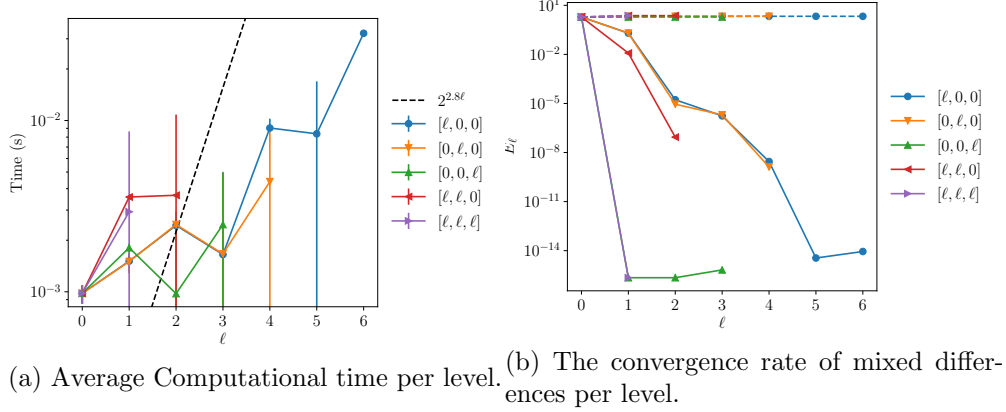 Time (s)
10^{-2}
10^{-3}
0 1 2 3 4 5 6
ℓ
2^{2.8ℓ}
[ℓ, 0, 0]
[0, ℓ, 0]
[0, 0, ℓ]
[ℓ, ℓ, 0]
[ℓ, ℓ, ℓ]
(a) Average Computational time per level.
E_ℓ
10^{1}
10^{-2}
10^{-5}
10^{-8}
10^{-11}
10^{-14}
0 1 2 3 4 5 6
ℓ
[ℓ, 0, 0]
[0, ℓ, 0]
[0, 0, ℓ]
[ℓ, ℓ, 0]
[ℓ, ℓ, ℓ]
(b) The convergence rate of mixed differ-
ences per level.